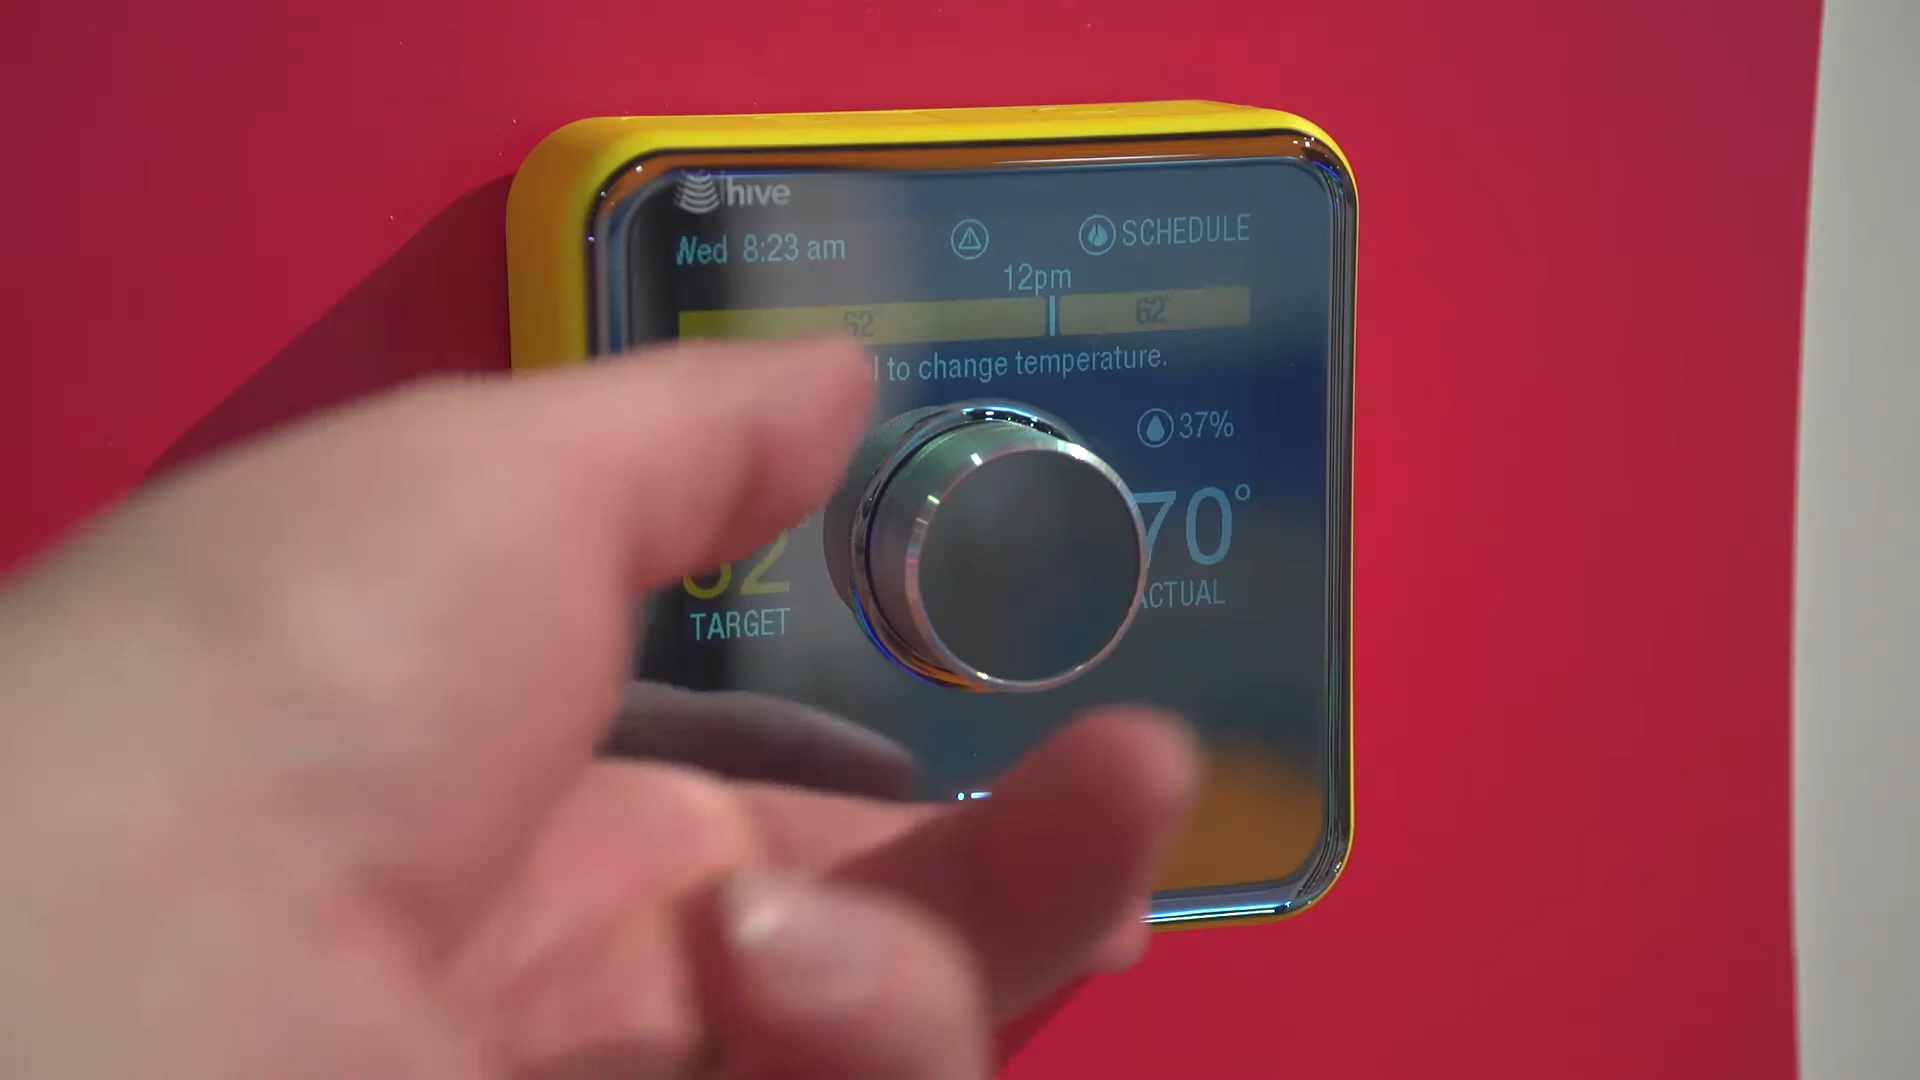 hive
Wed 8:23 am
SCHEDULE
12pm
62° 62°
to change temperature.
37%
70°
TARGET
ACTUAL